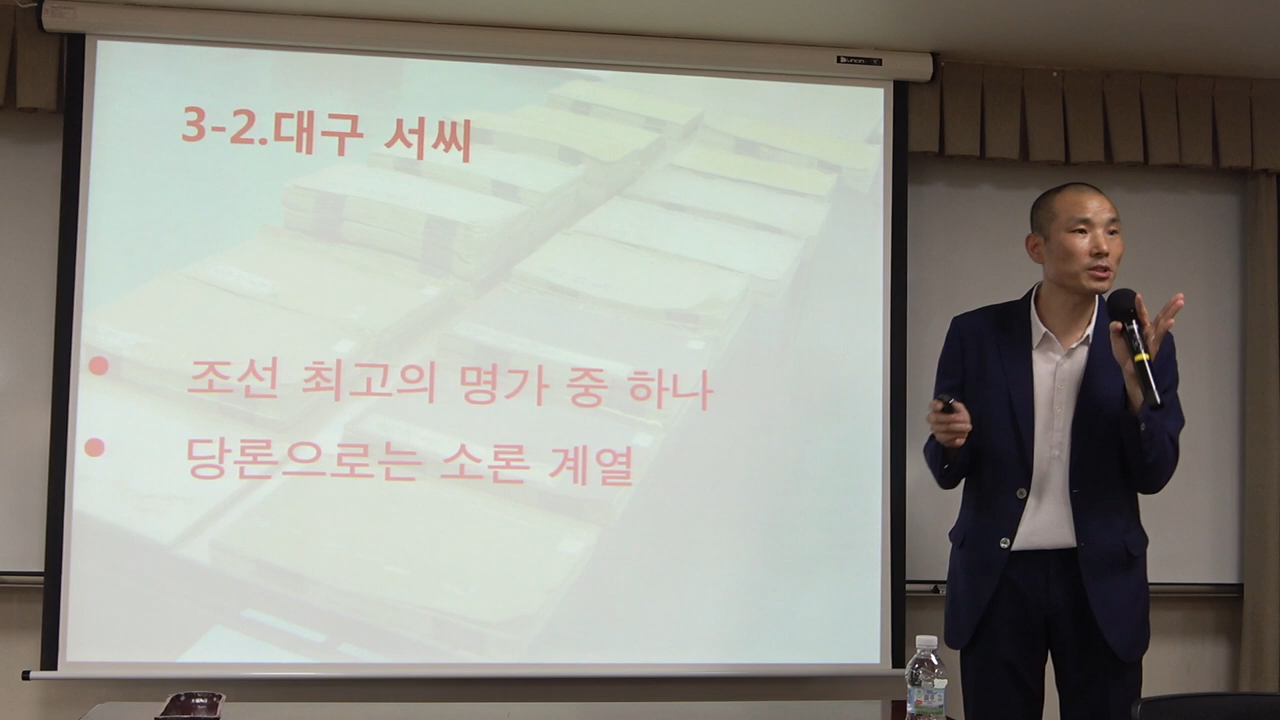 3-2.대구 서씨
• 조선 최고의 명가 중 하나
• 당론으로는 소론 계열